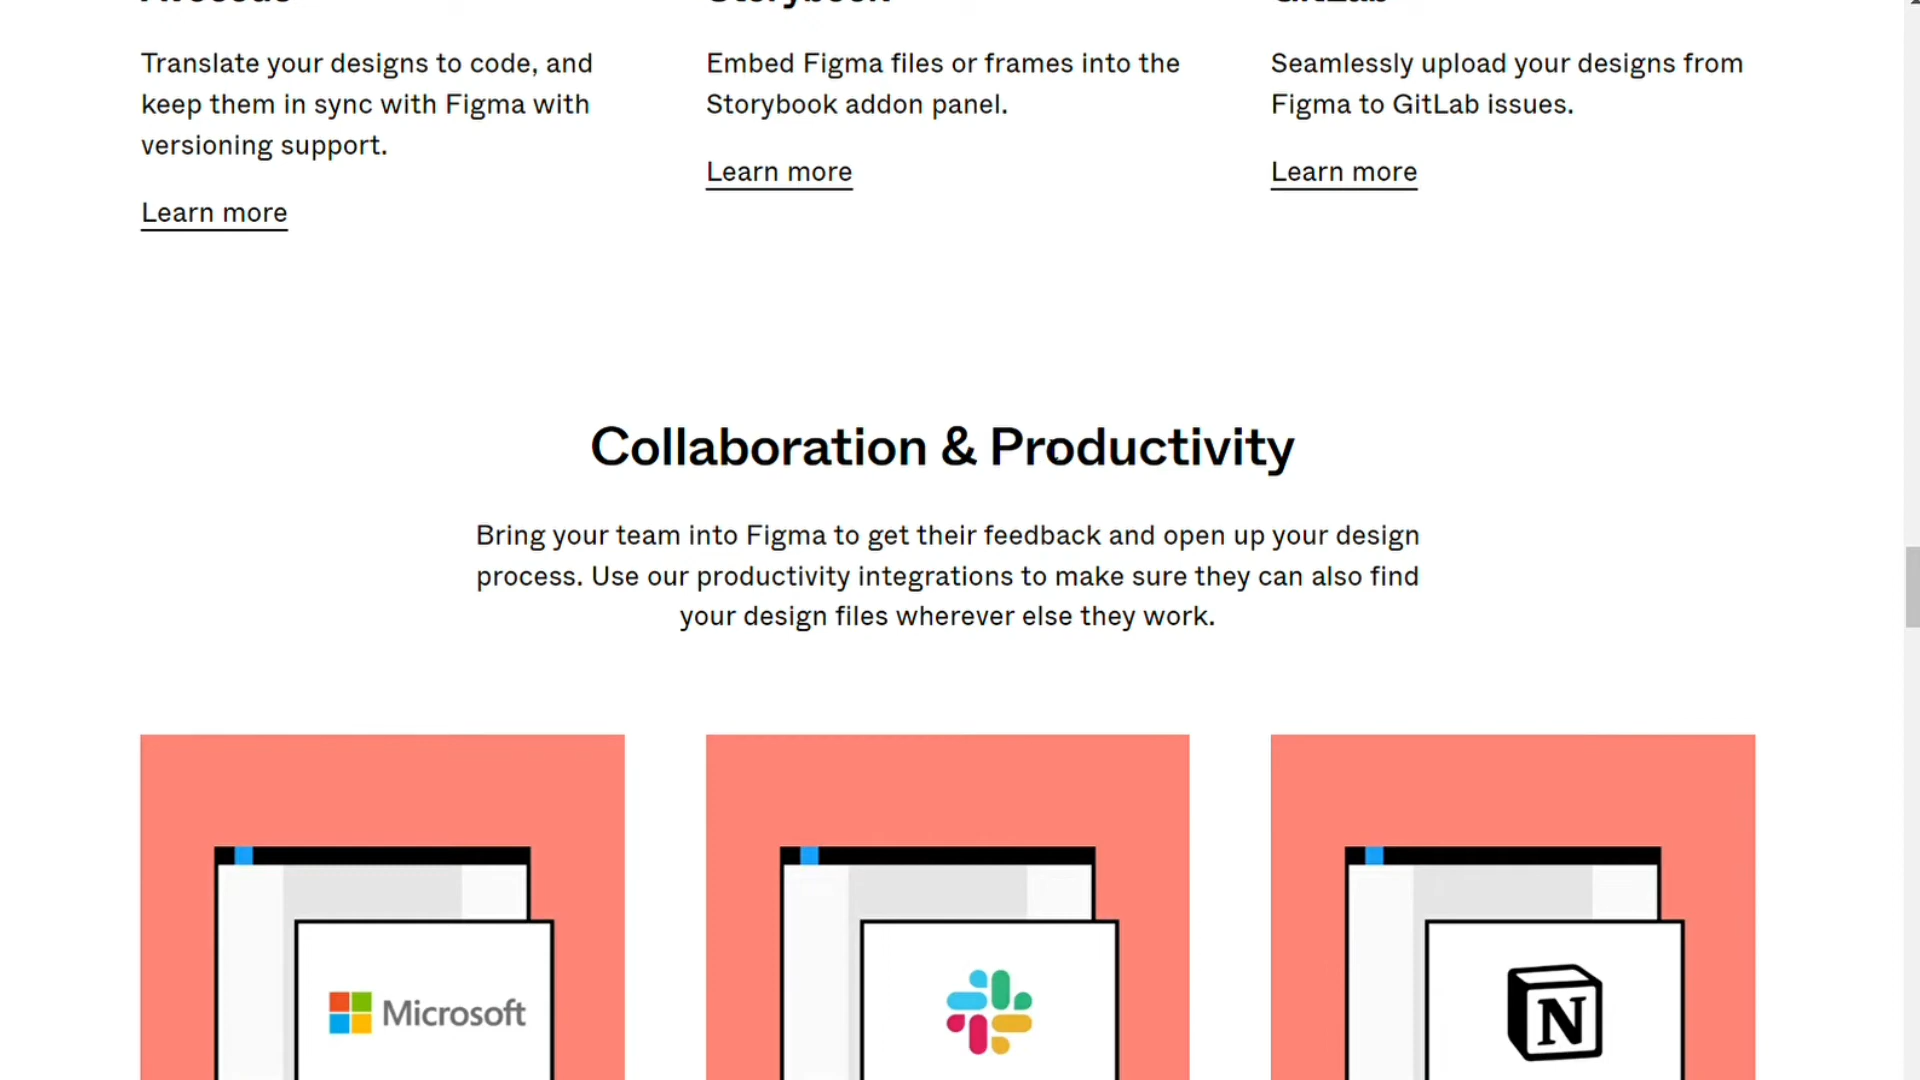 Avocode
Storybook
GitLab
Translate your designs to code, and
keep them in sync with Figma with
versioning support.
Learn more
Embed Figma files or frames into the
Storybook addon panel.
Learn more
Seamlessly upload your designs from
Figma to GitLab issues.
Learn more
Collaboration & Productivity
Bring your team into Figma to get their feedback and open up your design
process. Use our productivity integrations to make sure they can also find
your design files wherever else they work.
Microsoft
N